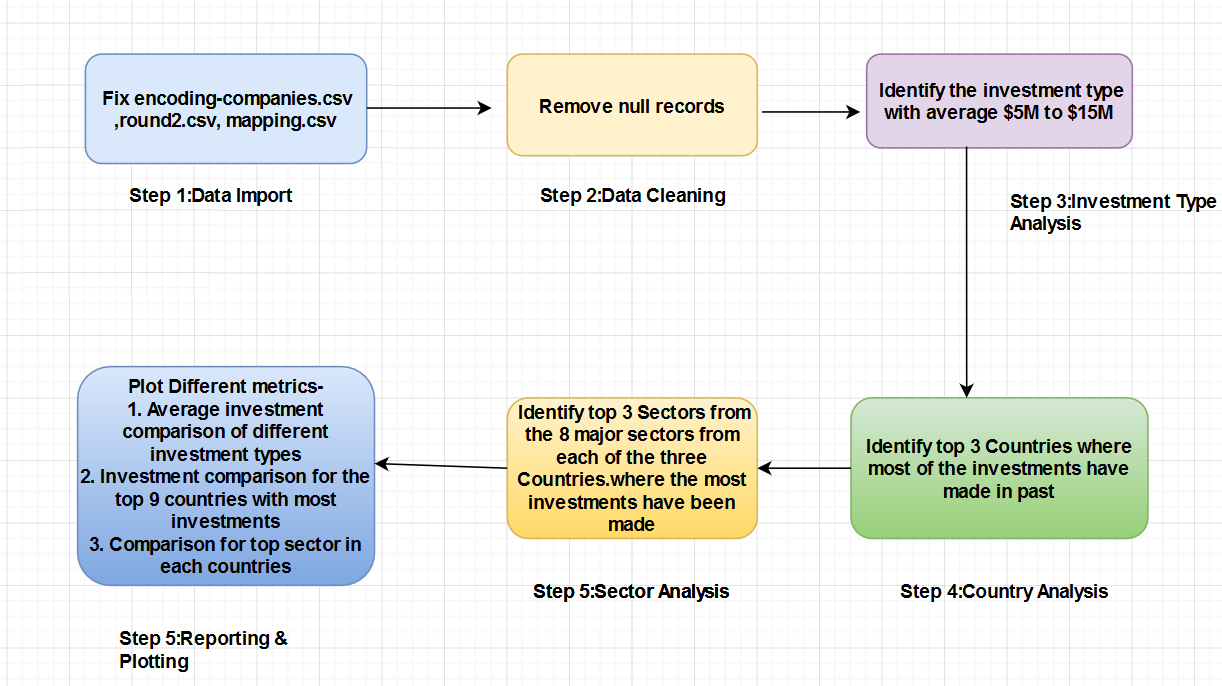 Fix encoding-companies.csv
,round2.csv, mapping.csv
Step 1:Data Import
Remove null records
Step 2:Data Cleaning
Identify the investment type
with average $5M to $15M
Step 3:Investment Type
Analysis
Identify top 3 Countries where
most of the investments have
made in past
Step 4:Country Analysis
Identify top 3 Sectors from
the 8 major sectors from
each of the three
Countries.where the most
investments have been
made
Step 5:Sector Analysis
Plot Different metrics-
1. Average investment
comparison of different
investment types
2. Investment comparison for the
top 9 countries with most
investments
3. Comparison for top sector in
each countries
Step 5:Reporting &
Plotting